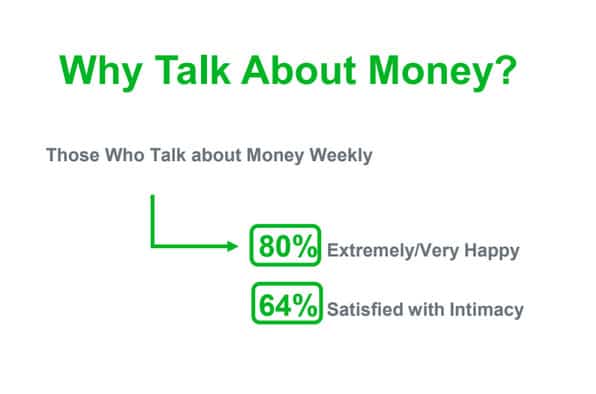 Why Talk About Money?
Those Who Talk about Money Weekly
80% Extremely/Very Happy
64% Satisfied with Intimacy